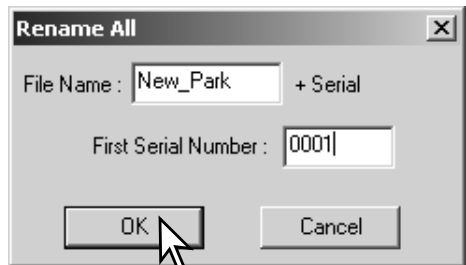 Rename All
File Name : New_Park + Serial
First Serial Number : 0001
OK Cancel